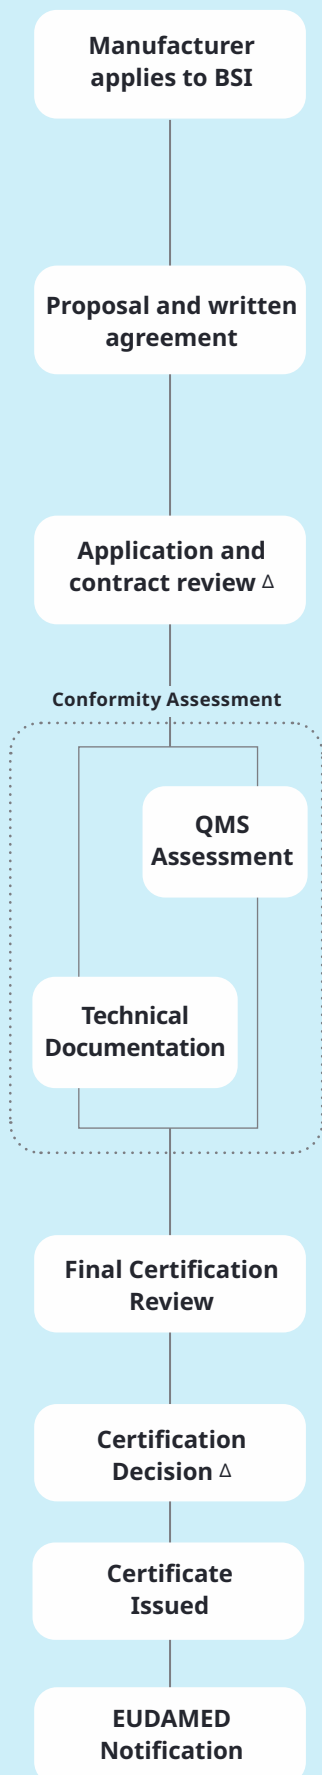 Manufacturer
applies to BSI
Proposal and written
agreement
Application and
contract review Δ
Conformity Assessment
QMS
Assessment
Technical
Documentation
Final Certification
Review
Certification
Decision Δ
Certificate
Issued
EUDAMED
Notification